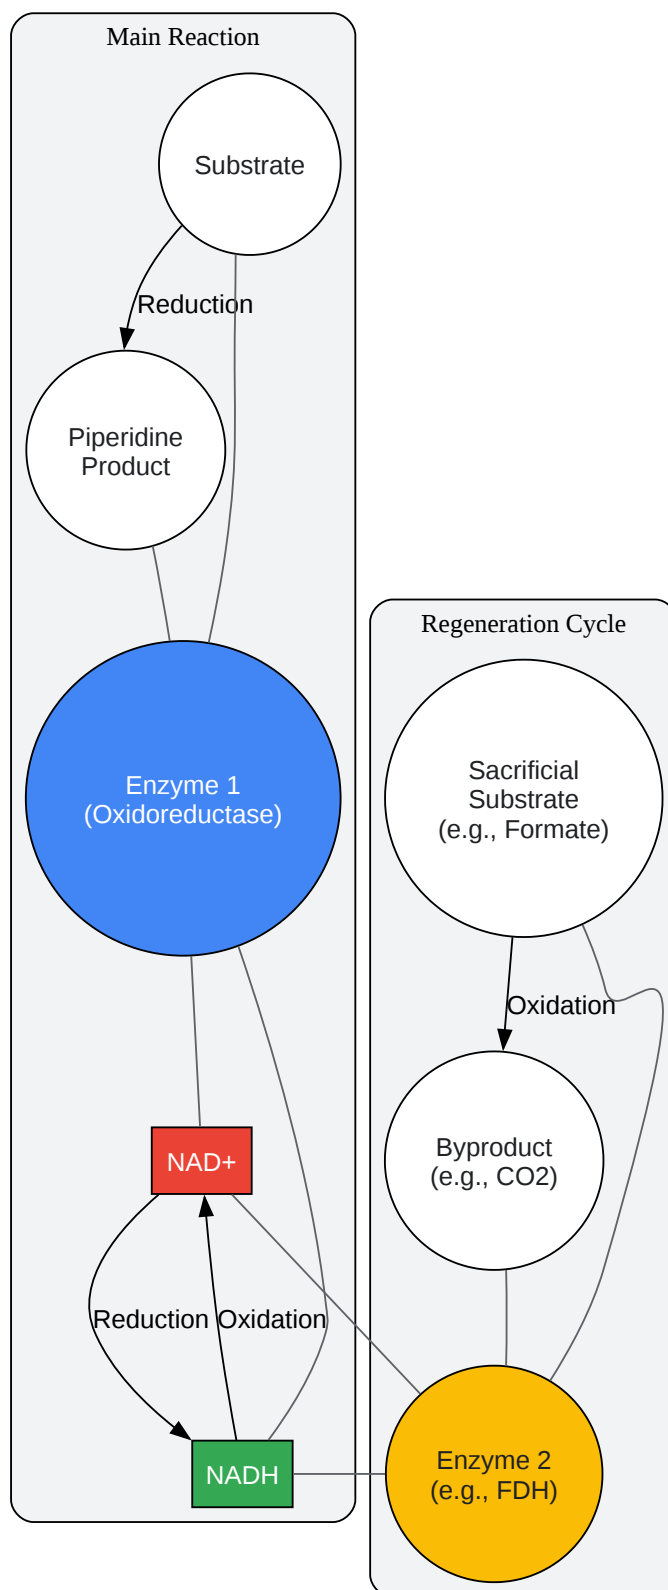 Main Reaction
Substrate
Reduction
Piperidine
Product
Enzyme 1
(Oxidoreductase)
NAD+
Reduction
Oxidation
NADH
Regeneration Cycle
Sacrificial
Substrate
(e.g., Formate)
Oxidation
Byproduct
(e.g., CO2)
Enzyme 2
(e.g., FDH)